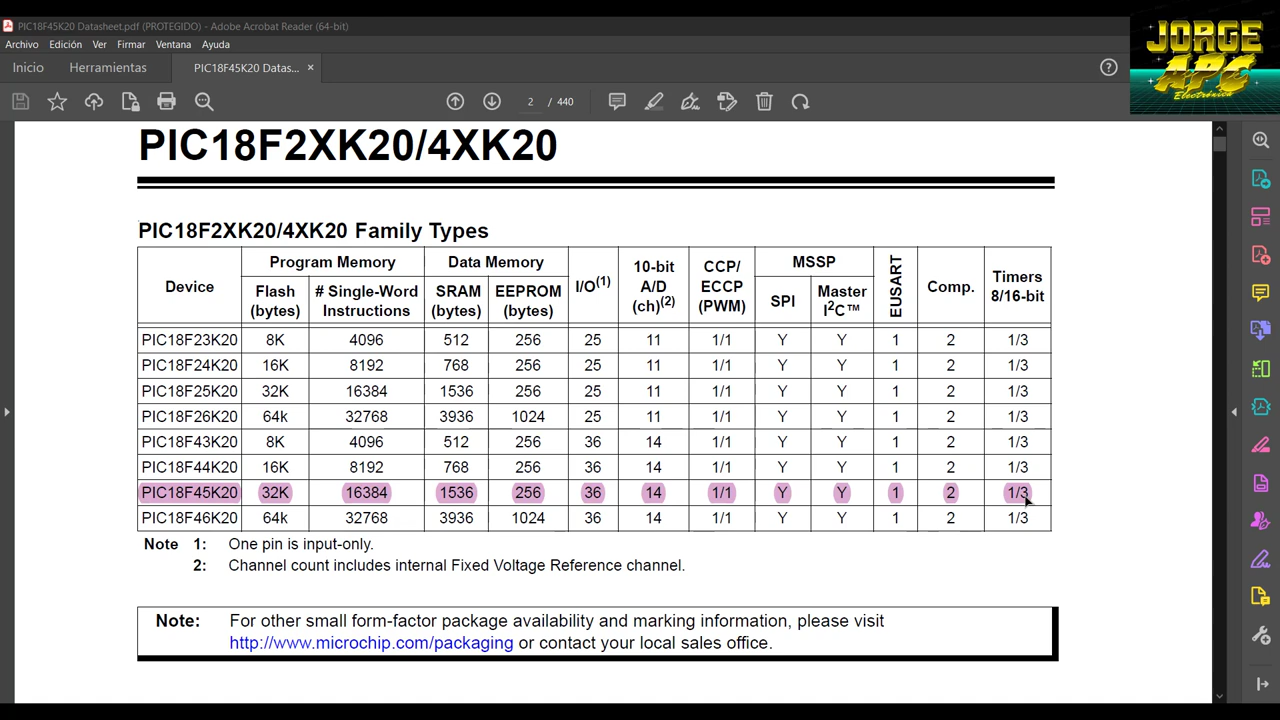 PIC18F45K20 Datasheet.pdf (PROTEGIDO) - Adobe Acrobat Reader (64-bit)
JORGE
APC
Electrónica
Archivo Edición Ver Firmar Ventana Ayuda
Inicio Herramientas PIC18F45K20 Datas... ×
2 / 440
PIC18F2XK20/4XK20
PIC18F2XK20/4XK20 Family Types
Device Program Memory Data Memory I/O(1) 10-bit A/D (ch)(2) CCP/ECCP (PWM) MSSP EUSART Comp. Timers 8/16-bit
Flash (bytes) # Single-Word Instructions SRAM (bytes) EEPROM (bytes) SPI Master I2C™
PIC18F23K20 8K 4096 512 256 25 11 1/1 Y Y 1 2 1/3
PIC18F24K20 16K 8192 768 256 25 11 1/1 Y Y 1 2 1/3
PIC18F25K20 32K 16384 1536 256 25 11 1/1 Y Y 1 2 1/3
PIC18F26K20 64k 32768 3936 1024 25 11 1/1 Y Y 1 2 1/3
PIC18F43K20 8K 4096 512 256 36 14 1/1 Y Y 1 2 1/3
PIC18F44K20 16K 8192 768 256 36 14 1/1 Y Y 1 2 1/3
PIC18F45K20 32K 16384 1536 256 36 14 1/1 Y Y 1 2 1/3
PIC18F46K20 64k 32768 3936 1024 36 14 1/1 Y Y 1 2 1/3
Note 1: One pin is input-only.
2: Channel count includes internal Fixed Voltage Reference channel.
Note: For other small form-factor package availability and marking information, please visit
http://www.microchip.com/packaging or contact your local sales office.